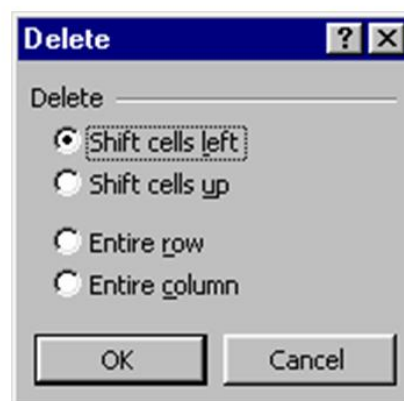 Delete ? X
Delete
Shift cells left
Shift cells up
Entire row
Entire column
OK Cancel